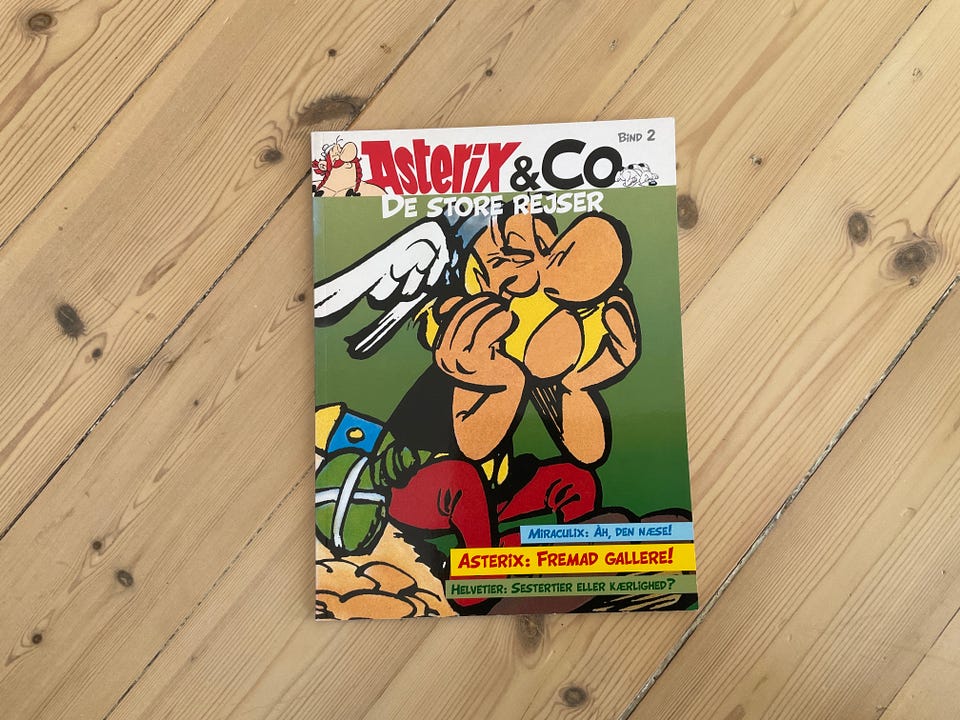 Bind 2
Asterix & Co
De store rejser
Miraculix: Åh, den næse!
Asterix: Fremad gallere!
Helvetier: Sestertier eller kærlighed?